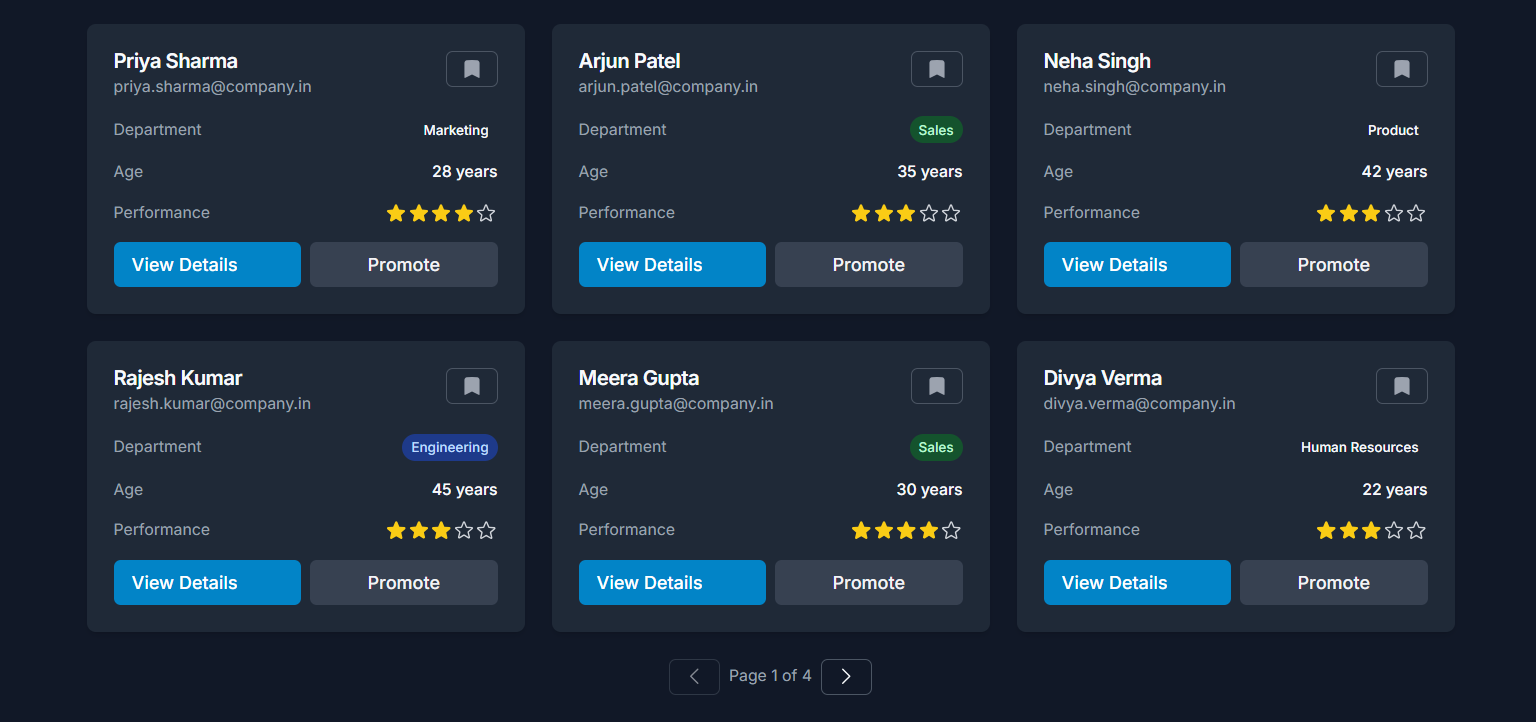 Priya Sharma
priya.sharma@company.in
Department Marketing
Age 28 years
Performance
View Details Promote
Arjun Patel
arjun.patel@company.in
Department Sales
Age 35 years
Performance
View Details Promote
Neha Singh
neha.singh@company.in
Department Product
Age 42 years
Performance
View Details Promote
Rajesh Kumar
rajesh.kumar@company.in
Department Engineering
Age 45 years
Performance
View Details Promote
Meera Gupta
meera.gupta@company.in
Department Sales
Age 30 years
Performance
View Details Promote
Divya Verma
divya.verma@company.in
Department Human Resources
Age 22 years
Performance
View Details Promote
Page 1 of 4